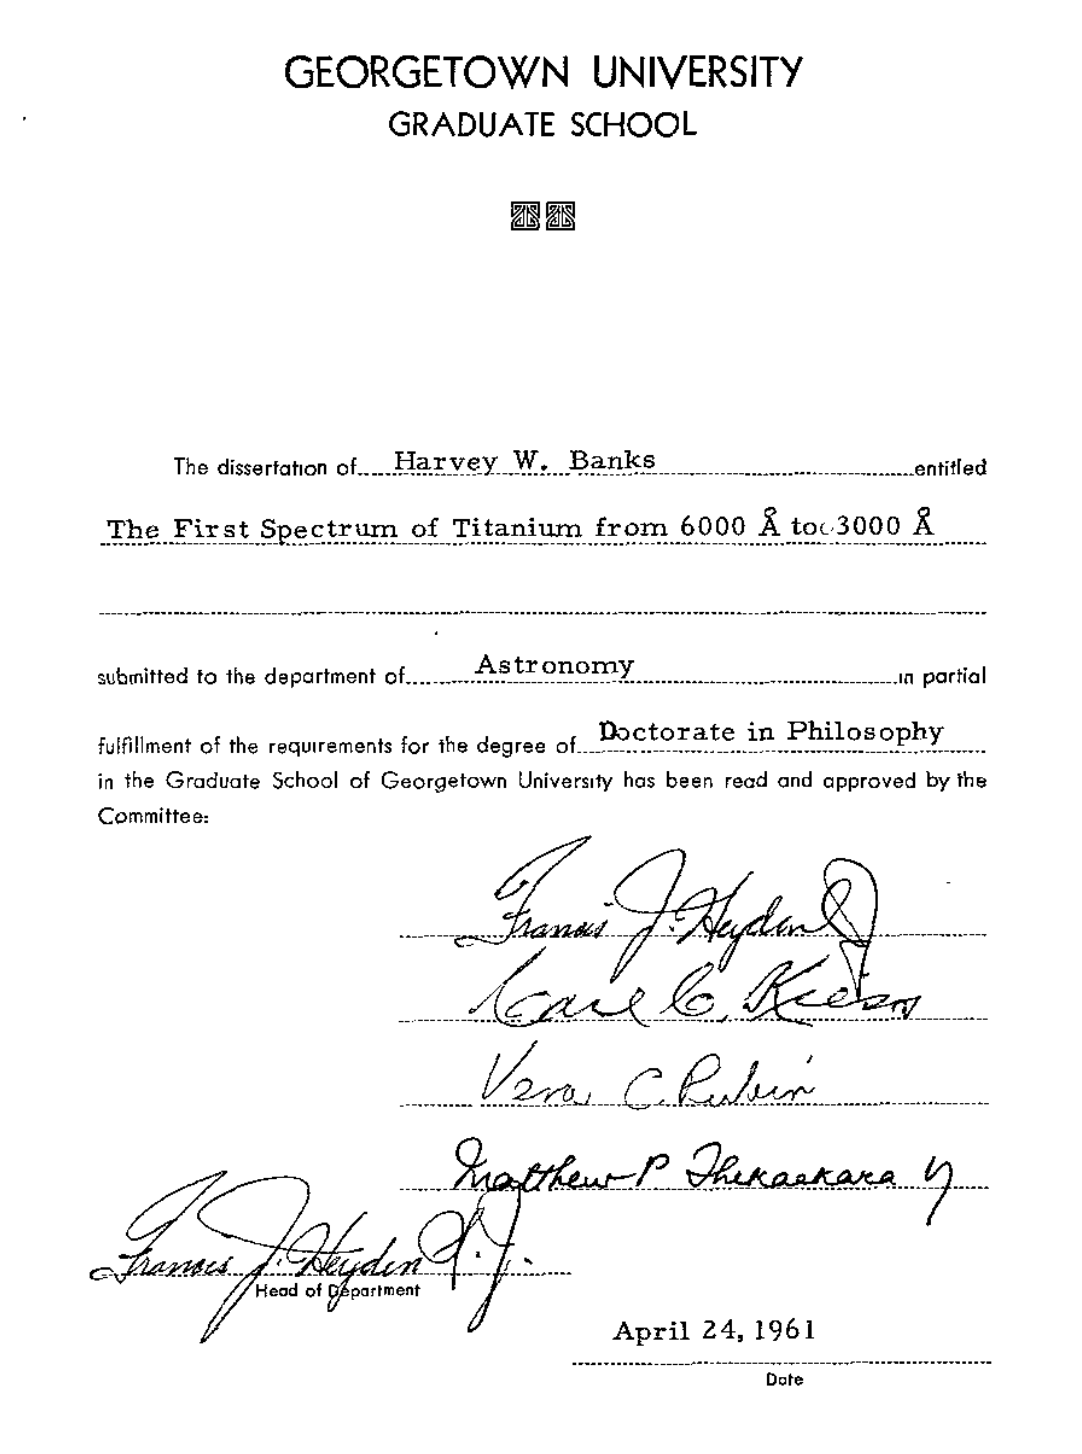 GEORGETOWN UNIVERSITY
GRADUATE SCHOOL
The dissertation of Harvey W. Banks entitled
The First Spectrum of Titanium from 6000 Å to 3000 Å
submitted to the department of Astronomy in partial
fulfillment of the requirements for the degree of Doctorate in Philosophy
in the Graduate School of Georgetown University has been read and approved by the
Committee:
Francis J. Heyden SJ
Carl C. Kiess
Vera C. Rubin
Matthew P Thekaekara SJ
Francis J. Heyden S.J.
Head of Department
April 24, 1961
Date